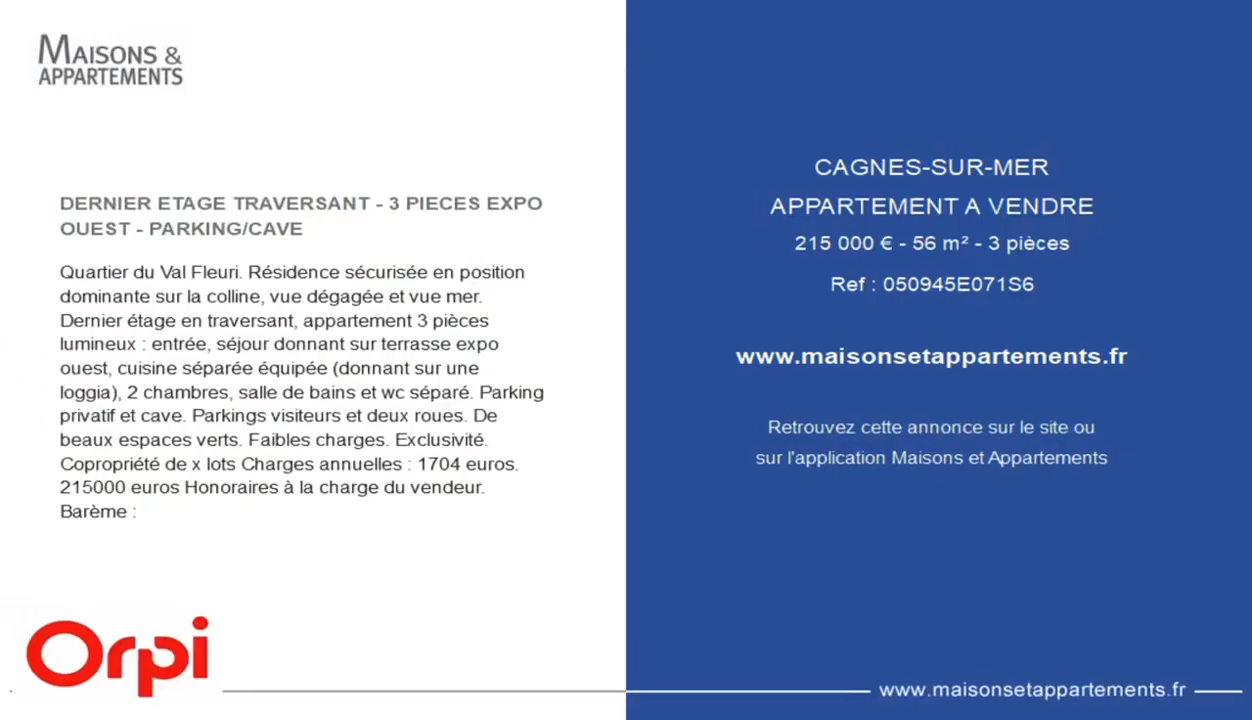 MAISONS &
APPARTEMENTS
DERNIER ETAGE TRAVERSANT - 3 PIECES EXPO
OUEST - PARKING/CAVE
Quartier du Val Fleuri. Résidence sécurisée en position
dominante sur la colline, vue dégagée et vue mer.
Dernier étage en traversant, appartement 3 pièces
lumineux : entrée, séjour donnant sur terrasse expo
ouest, cuisine séparée équipée (donnant sur une
loggia), 2 chambres, salle de bains et wc séparé. Parking
privatif et cave. Parkings visiteurs et deux roues. De
beaux espaces verts. Faibles charges. Exclusivité.
Copropriété de x lots Charges annuelles : 1704 euros.
215000 euros Honoraires à la charge du vendeur.
Barème :
Orpi
CAGNES-SUR-MER
APPARTEMENT A VENDRE
215 000 € - 56 m² - 3 pièces
Ref : 050945E071S6
www.maisonsetappartements.fr
Retrouvez cette annonce sur le site ou
sur l'application Maisons et Appartements
www.maisonsetappartements.fr